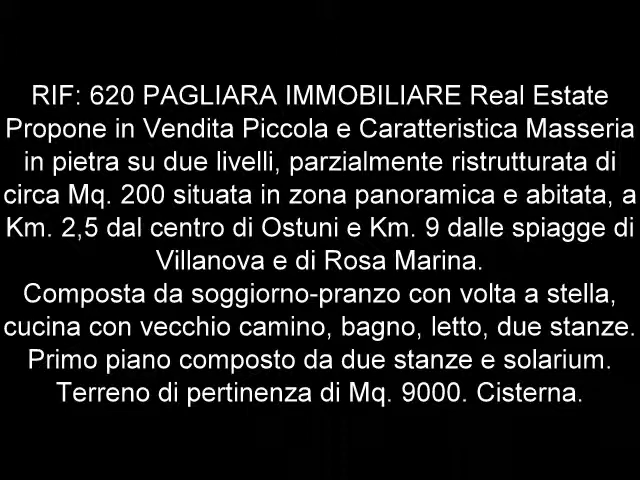 RIF: 620 PAGLIARA IMMOBILIARE Real Estate
Propone in Vendita Piccola e Caratteristica Masseria
in pietra su due livelli, parzialmente ristrutturata di
circa Mq. 200 situata in zona panoramica e abitata, a
Km. 2,5 dal centro di Ostuni e Km. 9 dalle spiagge di
Villanova e di Rosa Marina.
Composta da soggiorno-pranzo con volta a stella,
cucina con vecchio camino, bagno, letto, due stanze.
Primo piano composto da due stanze e solarium.
Terreno di pertinenza di Mq. 9000. Cisterna.